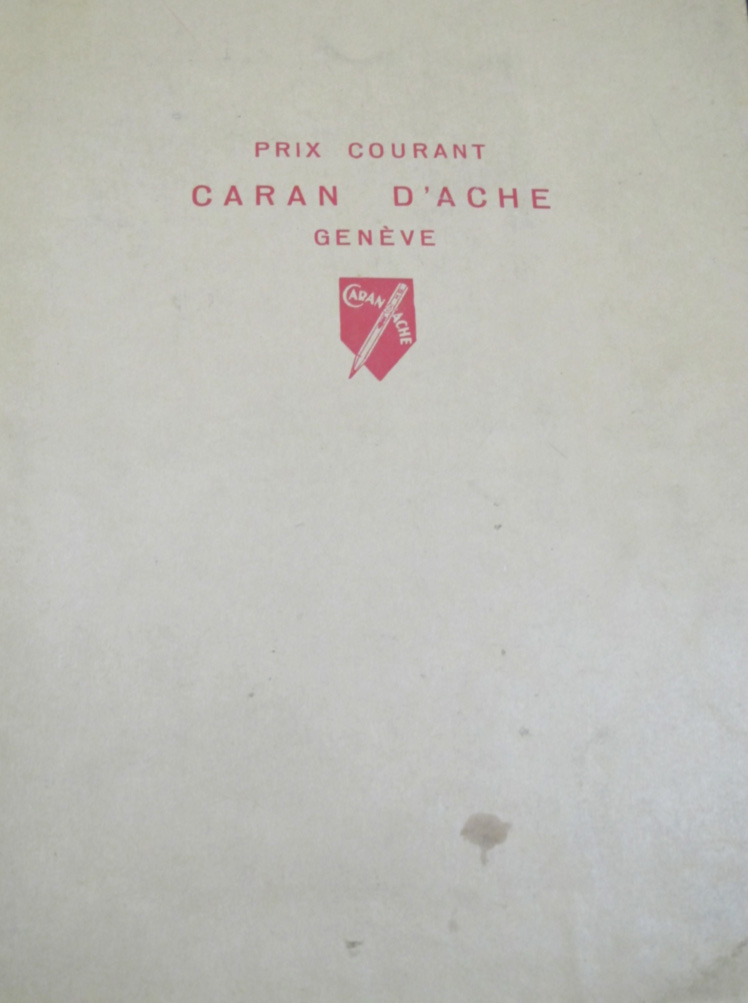 PRIX COURANT
CARAN D'ACHE
GENÈVE
CARAN
D'ACHE